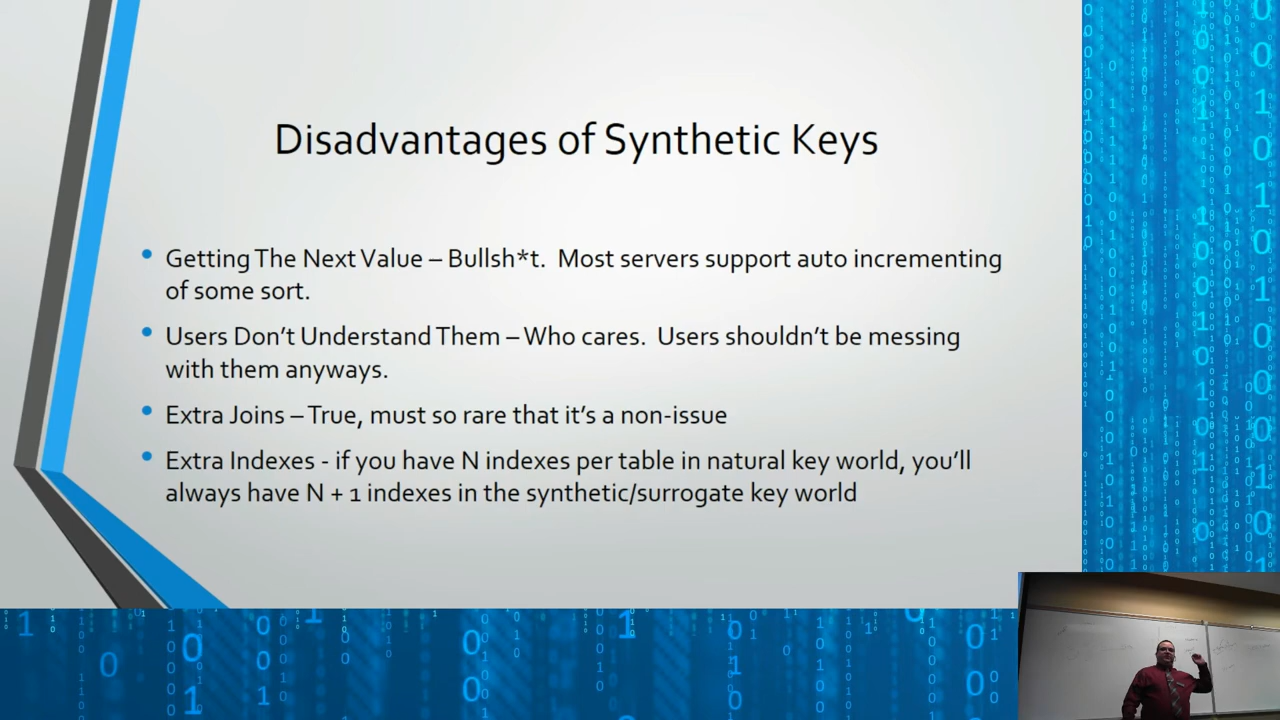 Disadvantages of Synthetic Keys
• Getting The Next Value – Bullsh*t.  Most servers support auto incrementing
of some sort.
• Users Don’t Understand Them – Who cares.  Users shouldn’t be messing
with them anyways.
• Extra Joins – True, must so rare that it’s a non-issue
• Extra Indexes - if you have N indexes per table in natural key world, you’ll
always have N + 1 indexes in the synthetic/surrogate key world